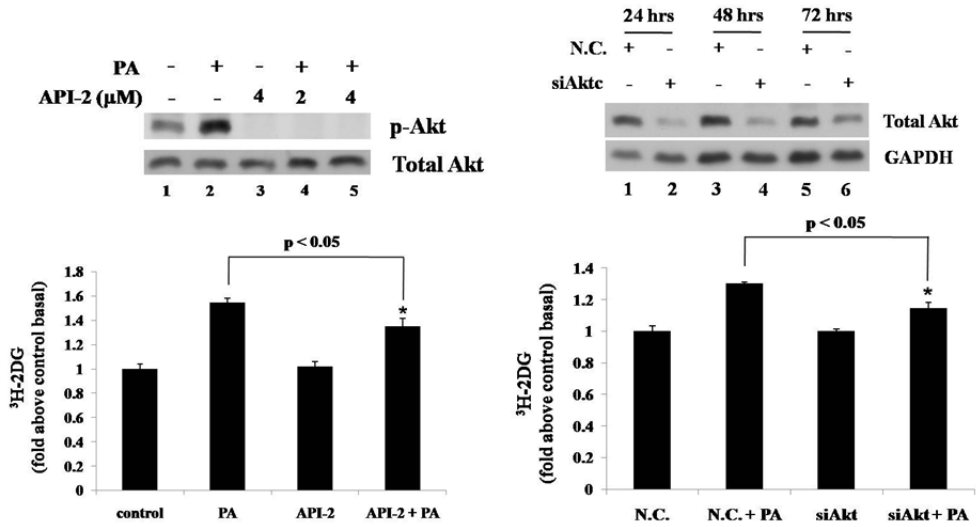 PA - + - + +
API-2 (µM) - - 4 2 4
p-Akt
Total Akt
1 2 3 4 5
p < 0.05
1.8
1.6
1.4
1.2
1
0.8
0.6
0.4
0.2
0
³H-2DG
(fold above control basal)
*
control PA API-2 API-2 + PA
24 hrs 48 hrs 72 hrs
N.C. + - + - + -
siAktc - + - + - +
Total Akt
GAPDH
1 2 3 4 5 6
p < 0.05
1.4
1.2
1
0.8
0.6
0.4
0.2
0
³H-2DG
(fold above control basal)
*
N.C. N.C. + PA siAkt siAkt + PA